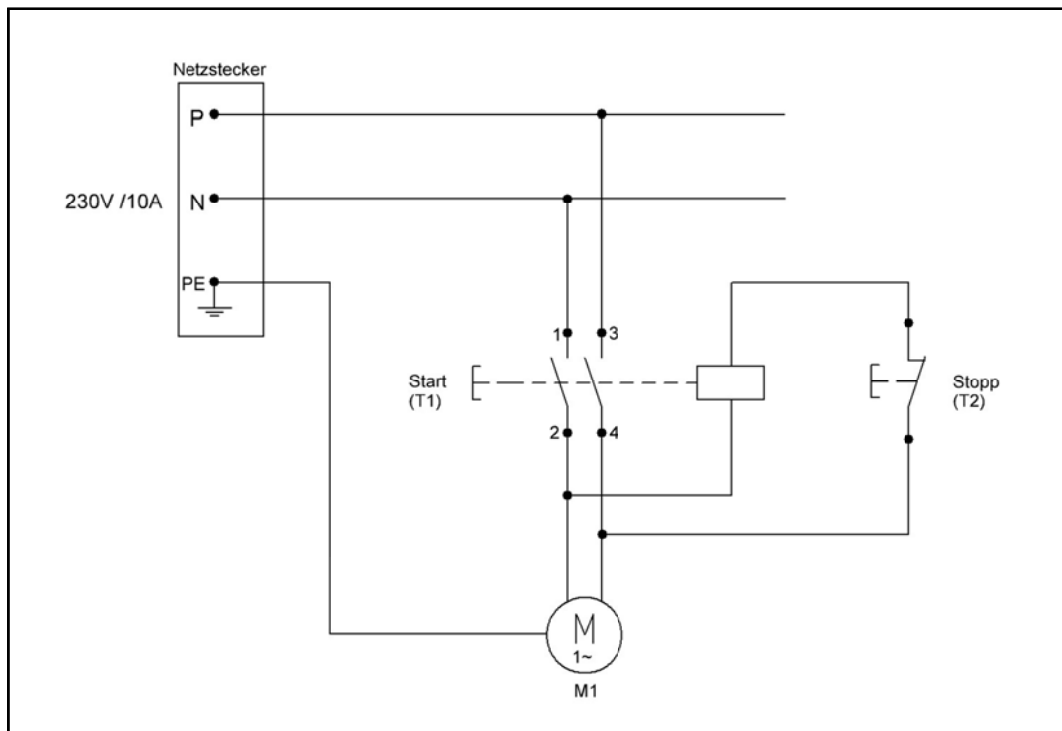 Netzstecker
P
230V /10A
N
PE
1
3
Start
(T1)
Stopp
(T2)
2
4
M
1~
M1